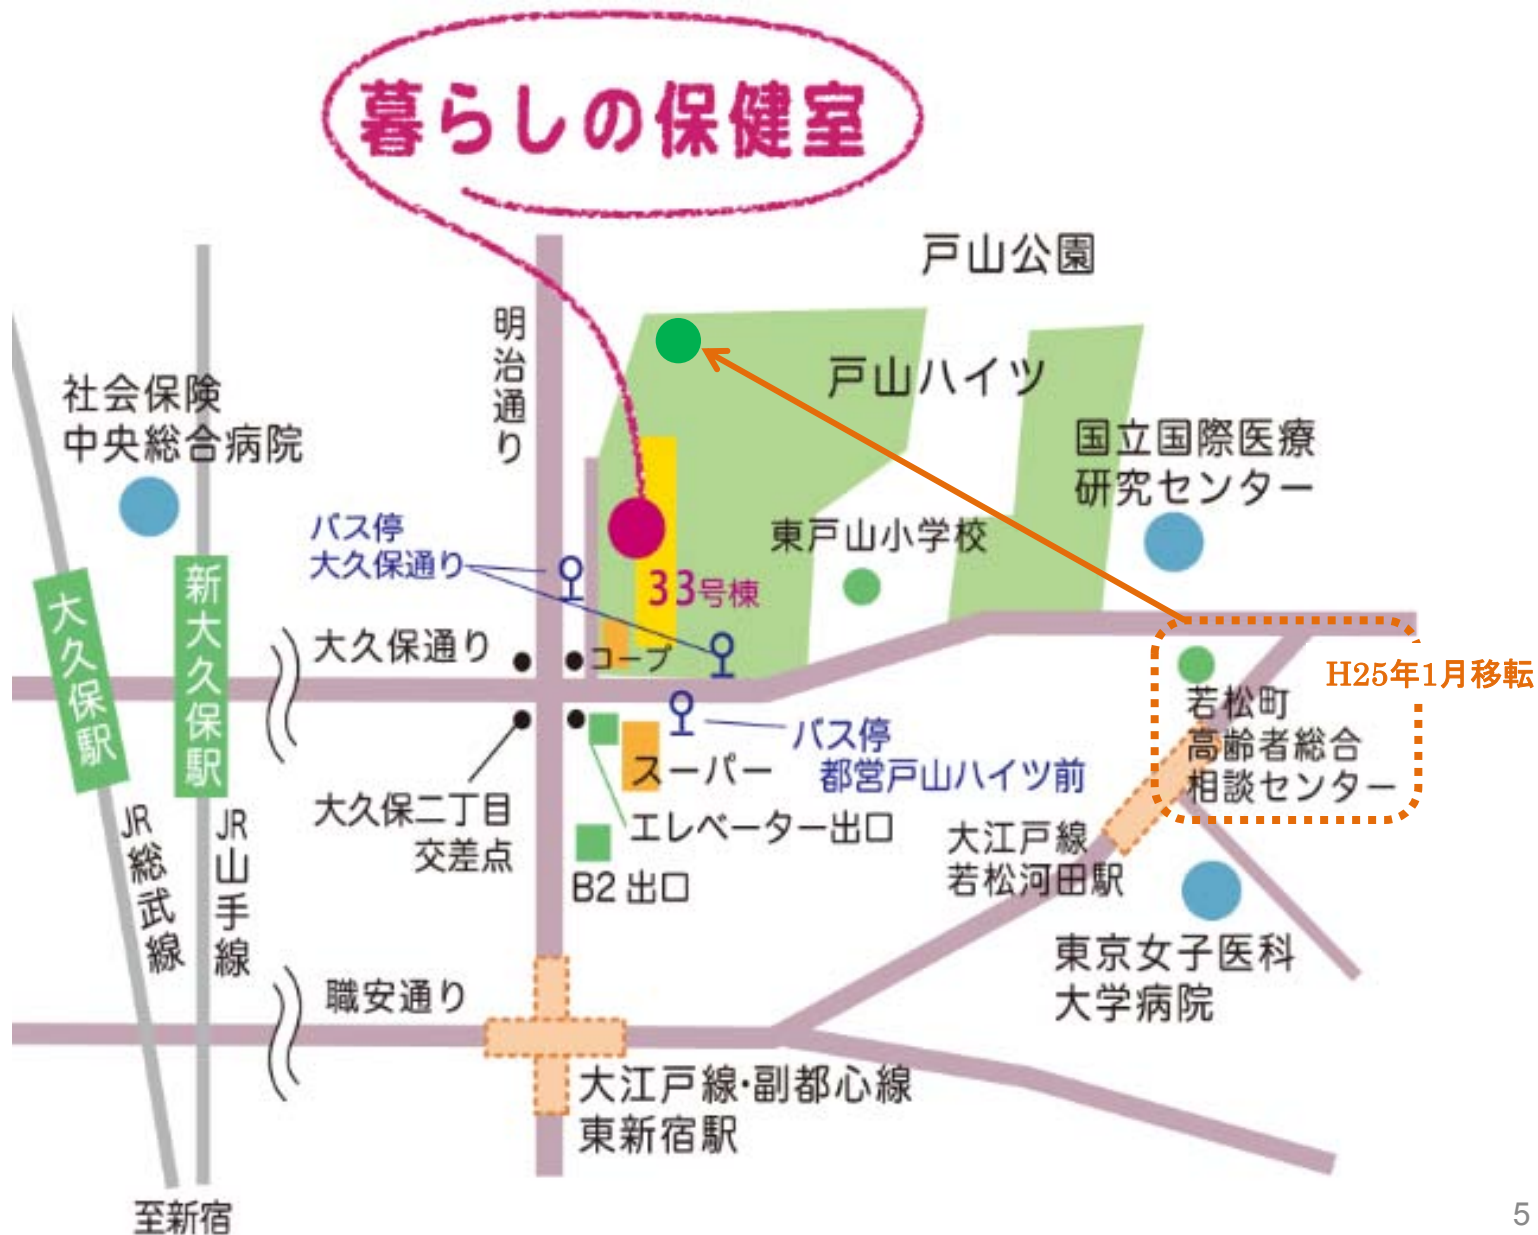 暮らしの保健室
戸山公園
明治通り
戸山ハイツ
社会保険
中央総合病院
国立国際医療
研究センター
バス停
大久保通り
東戸山小学校
33号棟
新大久保駅
大久保駅
大久保通り
コープ
H25年1月移転
若松町
高齢者総合
相談センター
バス停
都営戸山ハイツ前
スーパー
大久保二丁目
交差点
エレベーター出口
B2 出口
大江戸線
若松河田駅
JR総武線
JR山手線
東京女子医科
大学病院
職安通り
大江戸線・副都心線
東新宿駅
至新宿
5